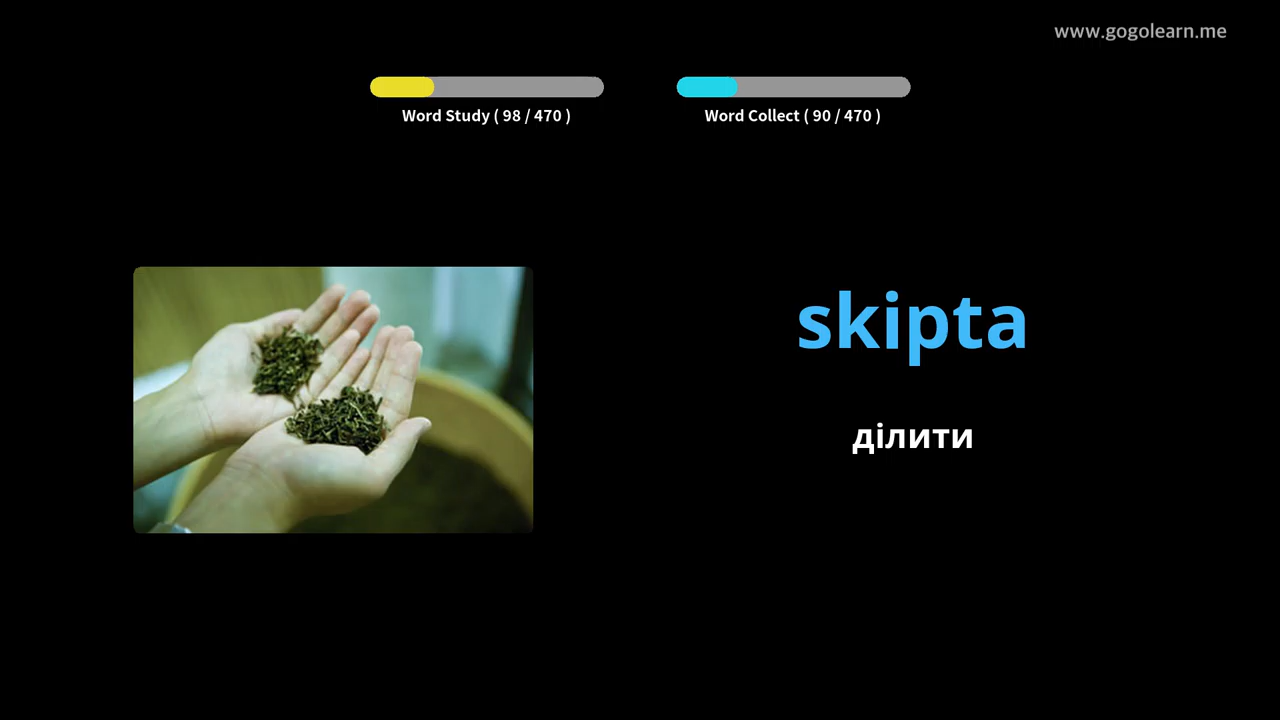 www.gogolearn.me
Word Study ( 98 / 470 )
Word Collect ( 90 / 470 )
skipta
ділити